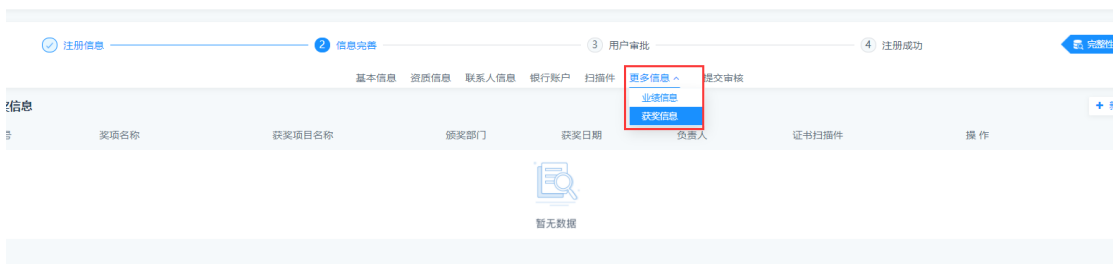 注册信息 2 信息完善 3 用户审批 4 注册成功 完整性
基本信息 资质信息 联系人信息 银行账户 扫描件 更多信息 提交审核
业绩信息
获奖信息
信息
奖项名称 获奖项目名称 颁奖部门 获奖日期 负责人 证书扫描件 操作
暂无数据